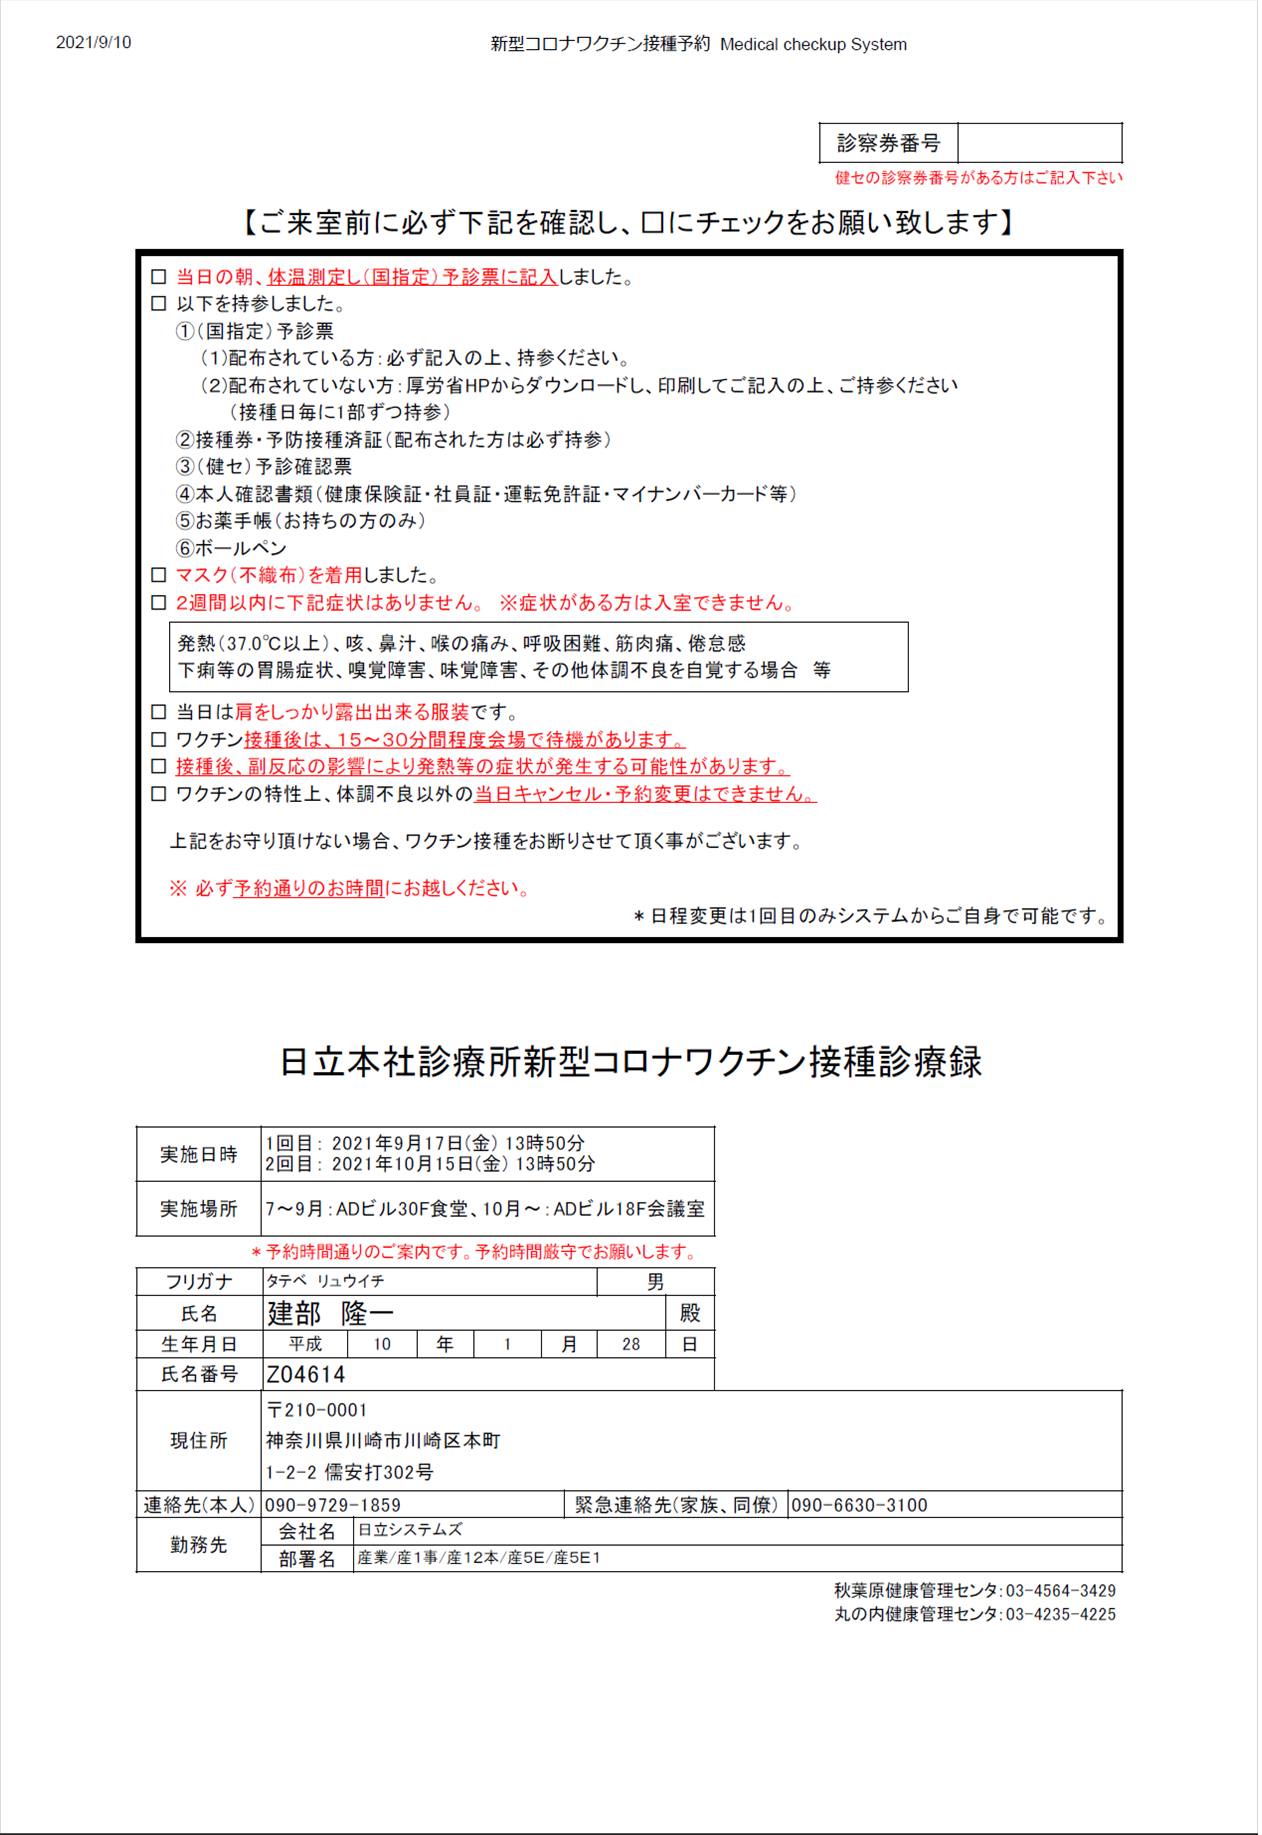 2021/9/10
新型コロナワクチン接種予約 Medical checkup System
診察券番号
健セの診察券番号がある方はご記入下さい
【ご来室前に必ず下記を確認し、口にチェックをお願い致します】
□ 当日の朝、体温測定し(国指定)予診票に記入しました。
□ 以下を持参しました。
①(国指定)予診票
(1)配布されている方:必ず記入の上、持参ください。
(2)配布されていない方:厚労省HPからダウンロードし、印刷してご記入の上、ご持参ください
(接種日毎に1部ずつ持参)
②接種券・予防接種済証(配布された方は必ず持参)
③(健セ)予診確認票
④本人確認書類(健康保険証・社員証・運転免許証・マイナンバーカード等)
⑤お薬手帳(お持ちの方のみ)
⑥ボールペン
□ マスク(不織布)を着用しました。
□ 2週間以内に下記症状はありません。 ※症状がある方は入室できません。
発熱(37.0℃以上)、咳、鼻汁、喉の痛み、呼吸困難、筋肉痛、倦怠感
下痢等の胃腸症状、嗅覚障害、味覚障害、その他体調不良を自覚する場合 等
□ 当日は肩をしっかり露出出来る服装です。
□ ワクチン接種後は、15~30分間程度会場で待機があります。
□ 接種後、副反応の影響により発熱等の症状が発生する可能性があります。
□ ワクチンの特性上、体調不良以外の当日キャンセル・予約変更はできません。
上記をお守り頂けない場合、ワクチン接種をお断りさせて頂く事がございます。
※ 必ず予約通りのお時間にお越しください。
*日程変更は1回目のみシステムからご自身で可能です。
日立本社診療所新型コロナワクチン接種診療録
実施日時 1回目: 2021年9月17日(金) 13時50分
2回目: 2021年10月15日(金) 13時50分
実施場所 7~9月:ADビル30F食堂、10月~:ADビル18F会議室
*予約時間通りのご案内です。予約時間厳守でお願いします。
フリガナ タテベ リュウイチ 男
氏名 建部 隆一 殿
生年月日 平成 10 年 1 月 28 日
氏名番号 Z04614
現住所 〒210-0001
神奈川県川崎市川崎区本町
1-2-2 儒安打302号
連絡先(本人) 090-9729-1859 緊急連絡先(家族、同僚) 090-6630-3100
勤務先 会社名 日立システムズ
部署名 産業/産1事/産12本/産5E/産5E1
秋葉原健康管理センタ:03-4564-3429
丸の内健康管理センタ:03-4235-4225